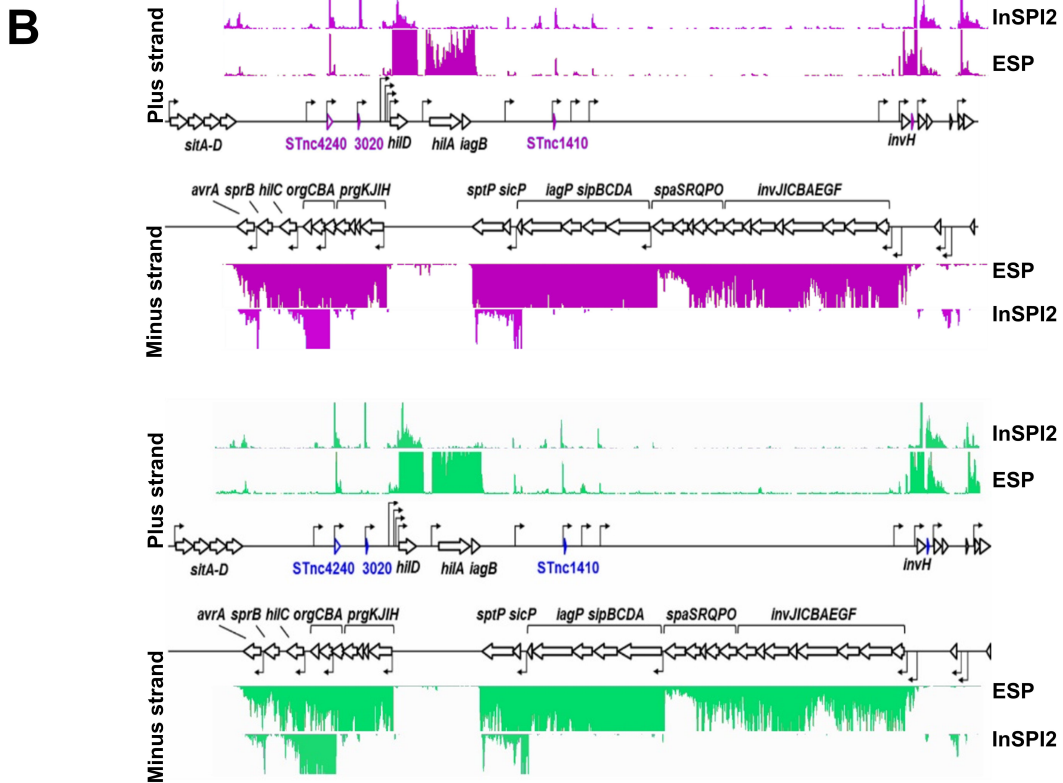 B
Plus strand
InSPI2
ESP
sitA-D STnc4240 3020 hilD hilA iagB STnc1410 invH
avrA sprB hilC orgCBA prgKJIH sptP sicP iagP sipBCDA spaSRQPO invJICBAEGF
Minus strand
ESP
InSPI2
Plus strand
InSPI2
ESP
sitA-D STnc4240 3020 hilD hilA iagB STnc1410 invH
avrA sprB hilC orgCBA prgKJIH sptP sicP iagP sipBCDA spaSRQPO invJICBAEGF
Minus strand
ESP
InSPI2